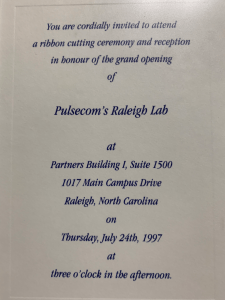 You are cordially invited to attend
a ribbon cutting ceremony and reception
in honour of the grand opening
of
Pulsecom's Raleigh Lab
at
Partners Building I, Suite 1500
1017 Main Campus Drive
Raleigh, North Carolina
on
Thursday, July 24th, 1997
at
three o'clock in the afternoon.